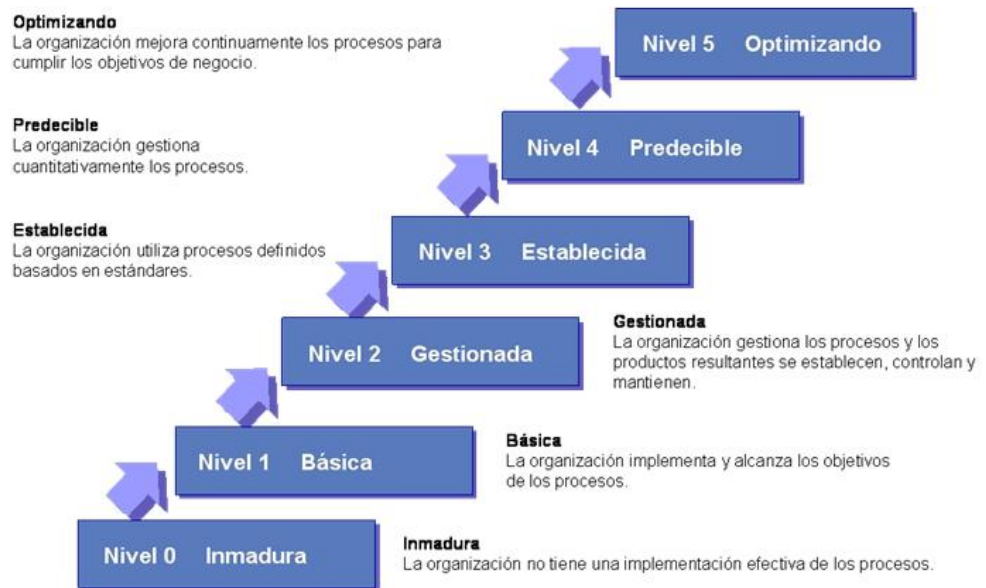 Optimizando
La organización mejora continuamente los procesos para
cumplir los objetivos de negocio.
Nivel 5 Optimizando
Predecible
La organización gestiona
cuantitativamente los procesos.
Nivel 4 Predecible
Establecida
La organización utiliza procesos definidos
basados en estándares.
Nivel 3 Establecida
Gestionada
La organización gestiona los procesos y los
productos resultantes se establecen, controlan y
mantienen.
Nivel 2 Gestionada
Básica
La organización implementa y alcanza los objetivos
de los procesos.
Nivel 1 Básica
Inmadura
La organización no tiene una implementación efectiva de los procesos.
Nivel 0 Inmadura